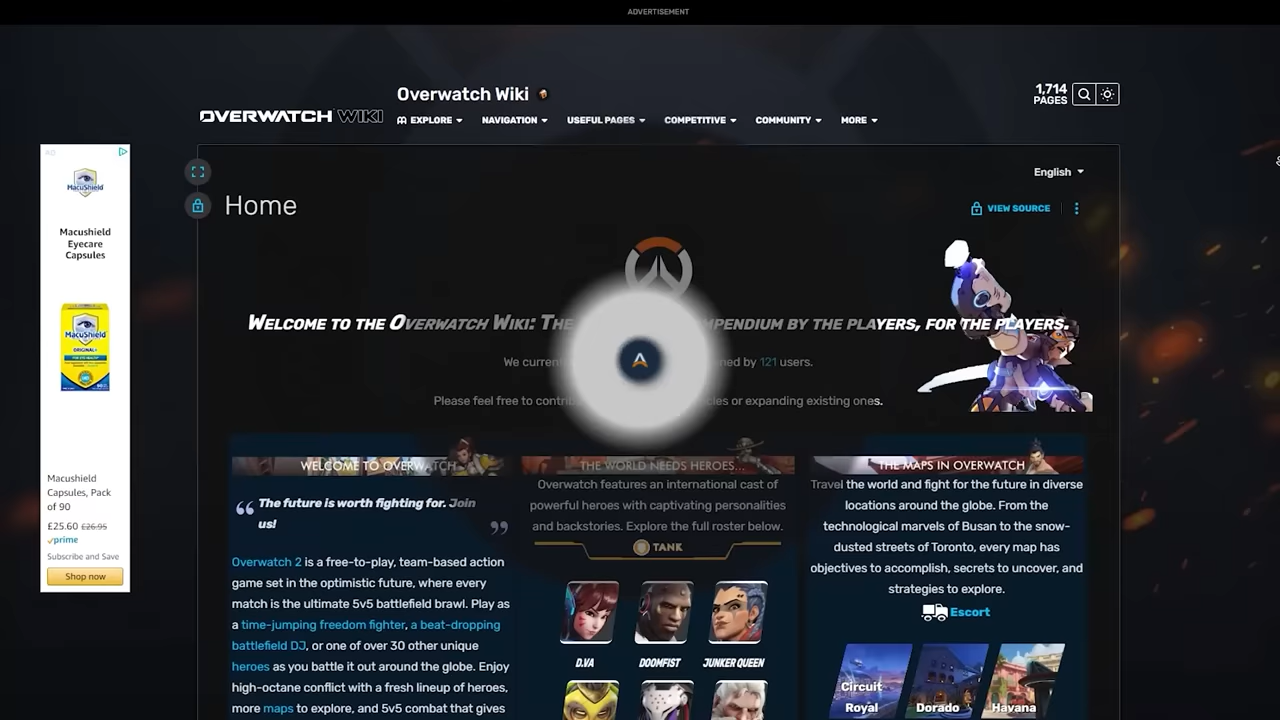 ADVERTISEMENT
Overwatch Wiki
OVERWATCH WIKI
1,714
PAGES
EXPLORE
NAVIGATION
USEFUL PAGES
COMPETITIVE
COMMUNITY
MORE
AD
MacuShield
Macushield
Eyecare
Capsules
MacuShield
ORIGINAL+
Macushield
Capsules, Pack
of 90
£25.60 £26.95
prime
Subscribe and Save
Shop now
English
Home
VIEW SOURCE
WELCOME TO THE OVERWATCH WIKI: THE MPENDIUM BY THE PLAYERS, FOR THE PLAYERS.
We current ned by 121 users.
Please feel free to contrib cles or expanding existing ones.
WELCOME TO OVERWATCH
“ The future is worth fighting for. Join
us! ”
Overwatch 2 is a free-to-play, team-based action
game set in the optimistic future, where every
match is the ultimate 5v5 battlefield brawl. Play as
a time-jumping freedom fighter, a beat-dropping
battlefield DJ, or one of over 30 other unique
heroes as you battle it out around the globe. Enjoy
high-octane conflict with a fresh lineup of heroes,
more maps to explore, and 5v5 combat that gives
THE WORLD NEEDS HEROES...
Overwatch features an international cast of
powerful heroes with captivating personalities
and backstories. Explore the full roster below.
TANK
D.VA
DOOMFIST
JUNKER QUEEN
THE MAPS IN OVERWATCH
Travel the world and fight for the future in diverse
locations around the globe. From the
technological marvels of Busan to the snow-
dusted streets of Toronto, every map has
objectives to accomplish, secrets to uncover, and
strategies to explore.
Escort
Circuit
Royal
Dorado
Havana